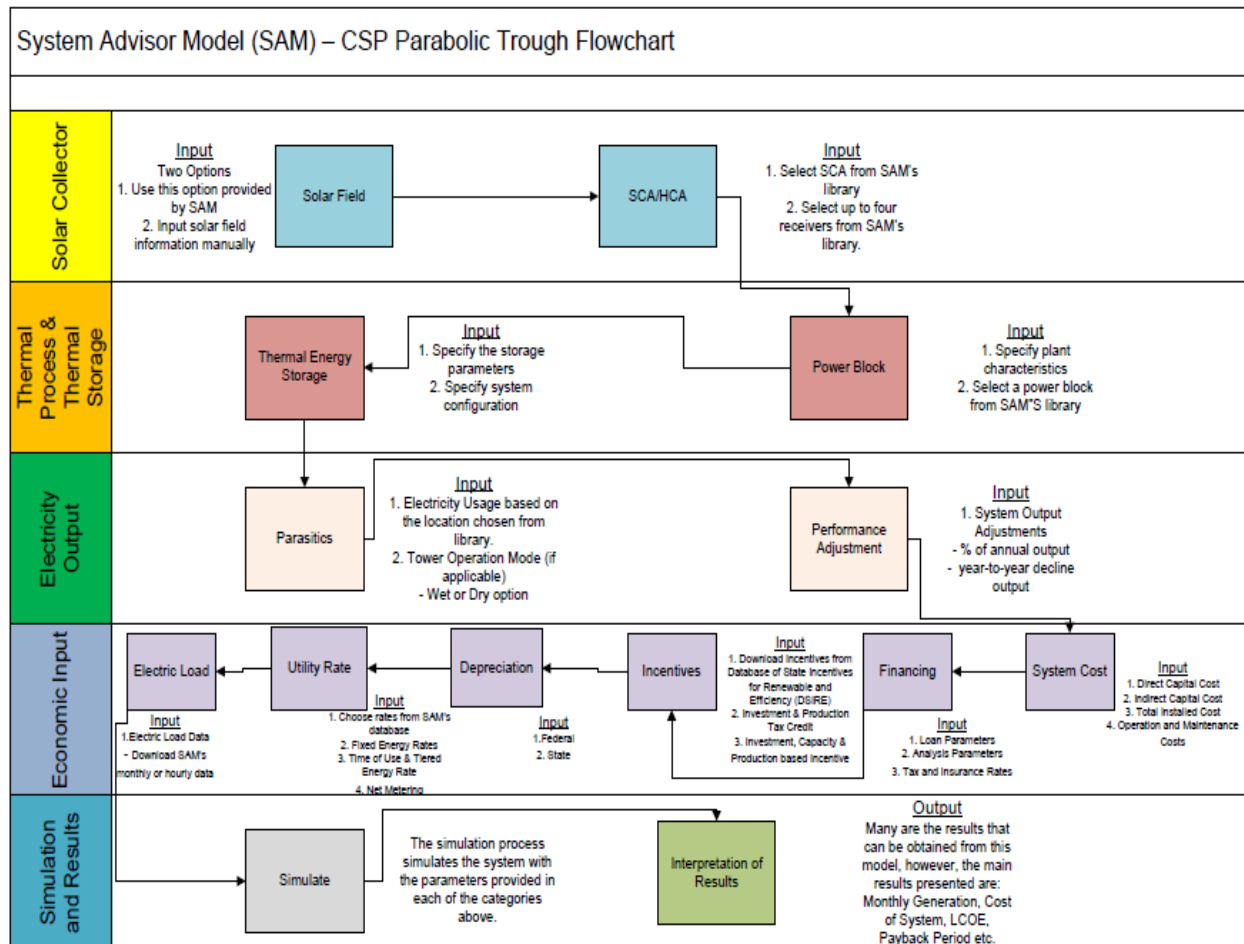 System Advisor Model (SAM) – CSP Parabolic Trough Flowchart
Solar Collector
Input
Two Options
1. Use this option provided
by SAM
2. Input solar field
information manually
Solar Field
SCA/HCA
Input
1. Select SCA from SAM's
library
2. Select up to four
receivers from SAM's
library.
Thermal
Process &
Thermal
Storage
Thermal Energy
Storage
Input
1. Specify the storage
parameters
2. Specify system
configuration
Power Block
Input
1. Specify plant
characteristics
2. Select a power block
from SAM"S library
Electricity
Output
Parasitics
Input
1. Electricity Usage based on
the location chosen from
library.
2. Tower Operation Mode (if
applicable)
- Wet or Dry option
Performance
Adjustment
Input
1. System Output
Adjustments
- % of annual output
- year-to-year decline
output
Economic Input
Electric Load
Input
1.Electric Load Data
- Download SAM's
monthly or hourly data
Utility Rate
Input
1. Choose rates from SAM's
database
2. Fixed Energy Rates
3. Time of Use & Tiered
Energy Rate
4. Net Metering
Depreciation
Input
1.Federal
2. State
Incentives
Input
1. Download Incentives from
Database of State Incentives
for Renewable and
Efficiency (DSIRE)
2. Investment & Production
Tax Credit
3. Investment, Capacity &
Production based Incentive
Financing
Input
1. Loan Parameters
2. Analysis Parameters
3. Tax and Insurance Rates
System Cost
Input
1. Direct Capital Cost
2. Indirect Capital Cost
3. Total Installed Cost
4. Operation and Maintenance
Costs
Simulation
and Results
Simulate
The simulation process
simulates the system with
the parameters provided in
each of the categories
above.
Interpretation of
Results
Output
Many are the results that
can be obtained from this
model, however, the main
results presented are:
Monthly Generation, Cost
of System, LCOE,
Payback Period etc.